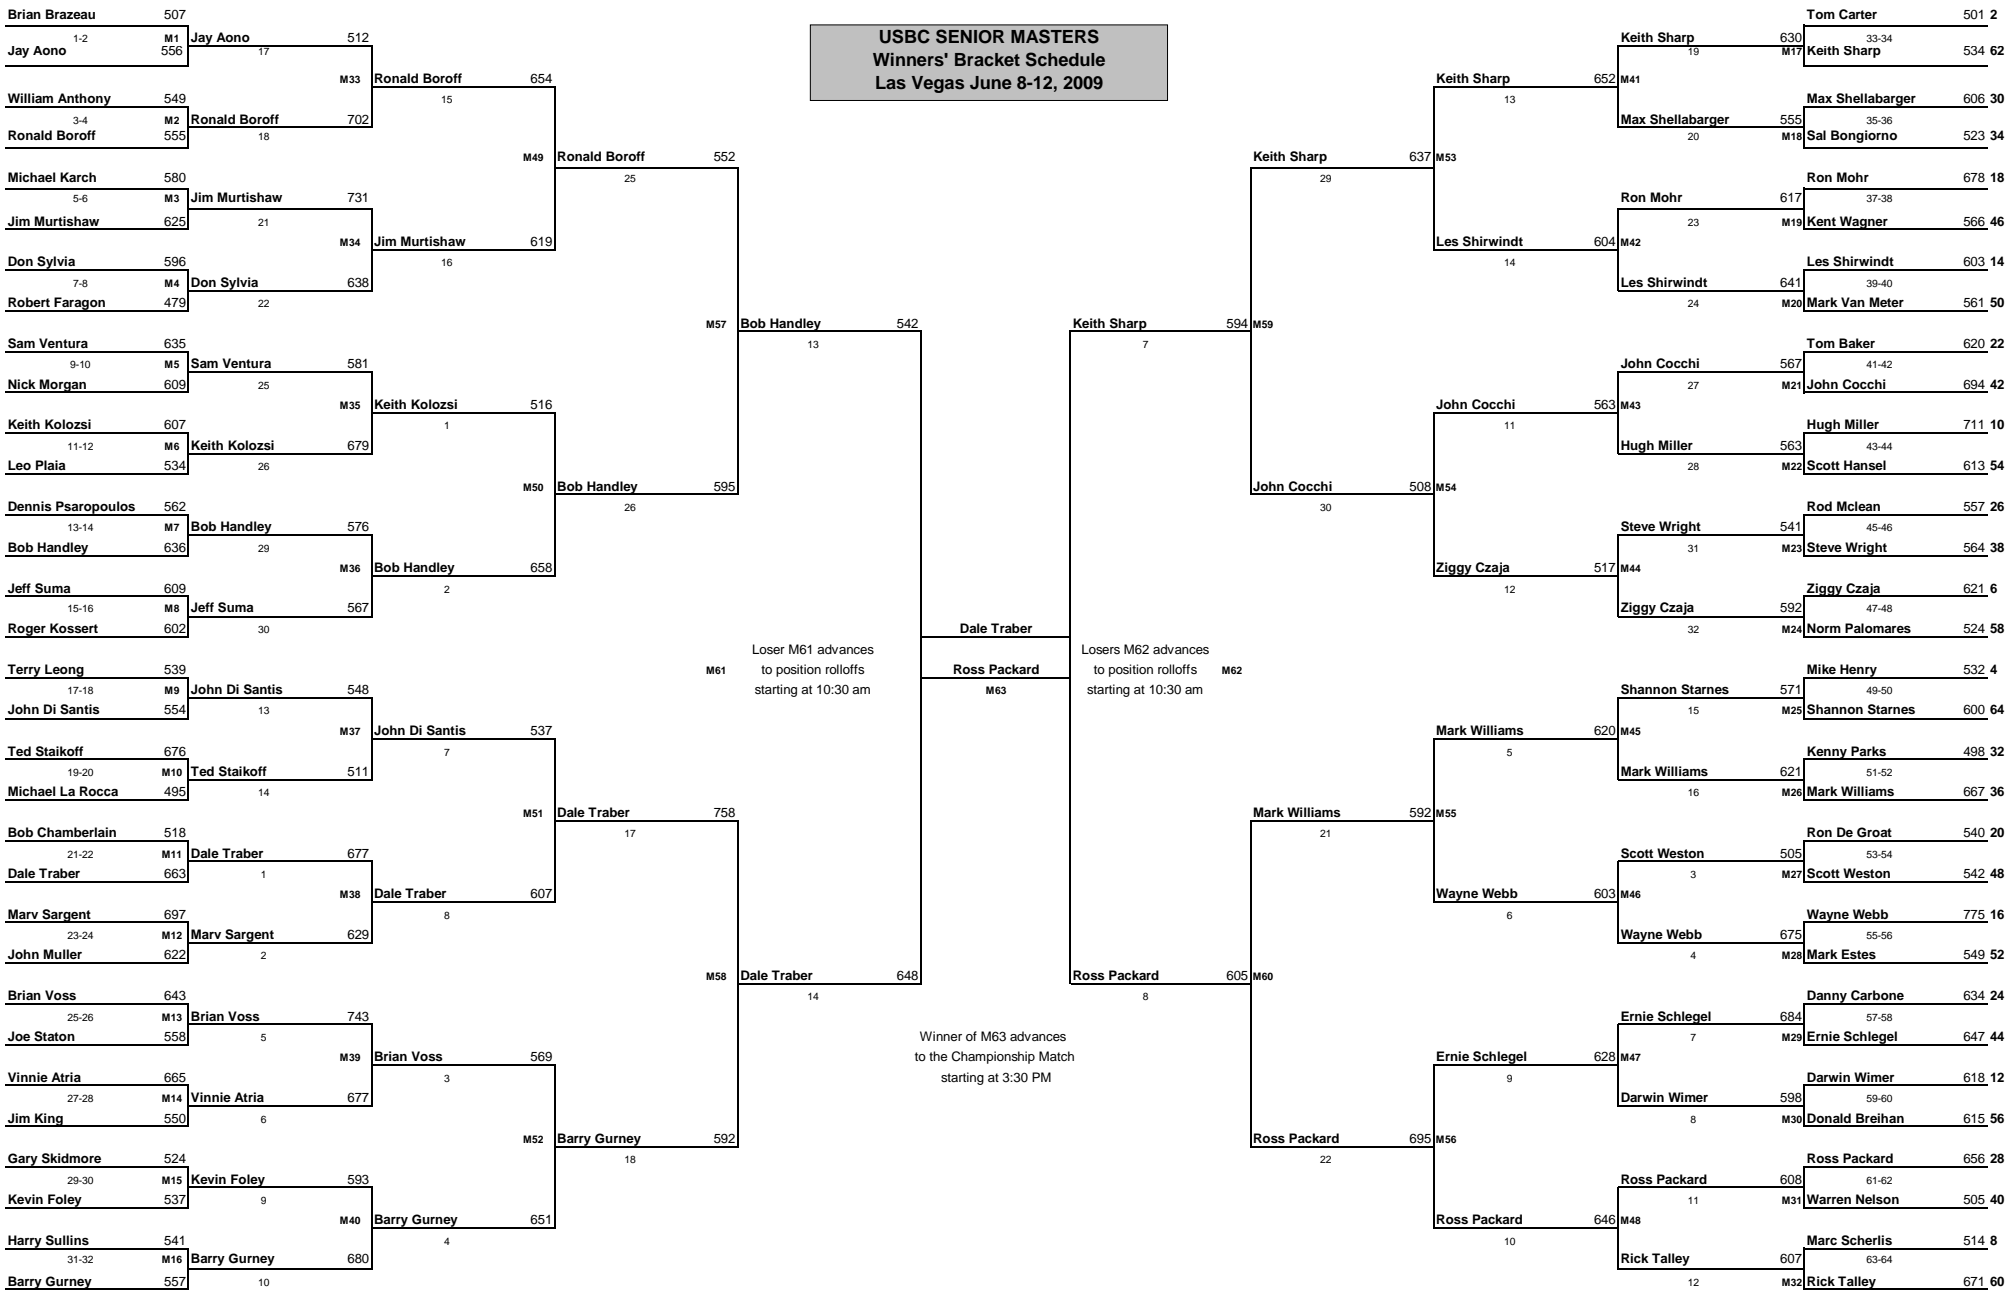 USBC SENIOR MASTERS
Winners' Bracket Schedule
Las Vegas June 8-12, 2009
Brian Brazeau 507
1-2 M1
Jay Aono 556
William Anthony 549
3-4 M2
Ronald Boroff 555
Michael Karch 580
5-6 M3
Jim Murtishaw 625
Don Sylvia 596
7-8 M4
Robert Faragon 479
Sam Ventura 635
9-10 M5
Nick Morgan 609
Keith Kolozsi 607
11-12 M6
Leo Plaia 534
Dennis Psaropoulos 562
13-14 M7
Bob Handley 636
Jeff Suma 609
15-16 M8
Roger Kossert 602
Terry Leong 539
17-18 M9
John Di Santis 554
Ted Staikoff 676
19-20 M10
Michael La Rocca 495
Bob Chamberlain 518
21-22 M11
Dale Traber 663
Marv Sargent 697
23-24 M12
John Muller 622
Brian Voss 643
25-26 M13
Joe Staton 558
Vinnie Atria 665
27-28 M14
Jim King 550
Gary Skidmore 524
29-30 M15
Kevin Foley 537
Harry Sullins 541
31-32 M16
Barry Gurney 557
Jay Aono 512
17
M33
Ronald Boroff 702
18
Jim Murtishaw 731
21
M34
Don Sylvia 638
22
Sam Ventura 581
25
M35
Keith Kolozsi 679
26
Bob Handley 576
29
M36
Jeff Suma 567
30
John Di Santis 548
13
M37
Ted Staikoff 511
14
Dale Traber 677
1
M38
Marv Sargent 629
2
Brian Voss 743
5
M39
Vinnie Atria 677
6
Kevin Foley 593
9
M40
Barry Gurney 680
10
Ronald Boroff 654
15
M49
Jim Murtishaw 619
16
Keith Kolozsi 516
1
M50
Bob Handley 658
2
John Di Santis 537
7
M51
Dale Traber 607
8
Brian Voss 569
3
M52
Barry Gurney 651
4
Ronald Boroff 552
25
M57
Bob Handley 595
26
Dale Traber 758
17
M58
Barry Gurney 592
18
Bob Handley 542
13
M61
Loser M61 advances
to position rolloffs
starting at 10:30 am
Dale Traber 648
14
Dale Traber
Ross Packard
M63
Winner of M63 advances
to the Championship Match
starting at 3:30 PM
Keith Sharp 594 M59
7
Losers M62 advances
to position rolloffs
starting at 10:30 am
M62
Ross Packard 605 M60
8
Keith Sharp 637 M53
29
John Cocchi 508 M54
30
Mark Williams 592 M55
21
Ross Packard 695 M56
22
Keith Sharp 652 M41
13
Les Shirwindt 604 M42
14
John Cocchi 563 M43
11
Ziggy Czaja 517 M44
12
Mark Williams 620 M45
5
Wayne Webb 603 M46
6
Ernie Schlegel 628 M47
9
Ross Packard 646 M48
10
Keith Sharp 630
19 M17
Max Shellabarger 555
20 M18
Ron Mohr 617
23 M19
Les Shirwindt 641
24 M20
John Cocchi 567
27 M21
Hugh Miller 563
28 M22
Steve Wright 541
31 M23
Ziggy Czaja 592
32 M24
Shannon Starnes 571
15 M25
Mark Williams 621
16 M26
Scott Weston 505
3 M27
Wayne Webb 675
4 M28
Ernie Schlegel 684
7 M29
Darwin Wimer 598
8 M30
Ross Packard 608
11 M31
Rick Talley 607
12 M32
Tom Carter 501 2
33-34
Keith Sharp 534 62
Max Shellabarger 606 30
35-36
Sal Bongiorno 523 34
Ron Mohr 678 18
37-38
Kent Wagner 566 46
Les Shirwindt 603 14
39-40
Mark Van Meter 561 50
Tom Baker 620 22
41-42
John Cocchi 694 42
Hugh Miller 711 10
43-44
Scott Hansel 613 54
Rod Mclean 557 26
45-46
Steve Wright 564 38
Ziggy Czaja 621 6
47-48
Norm Palomares 524 58
Mike Henry 532 4
49-50
Shannon Starnes 600 64
Kenny Parks 498 32
51-52
Mark Williams 667 36
Ron De Groat 540 20
53-54
Scott Weston 542 48
Wayne Webb 775 16
55-56
Mark Estes 549 52
Danny Carbone 634 24
57-58
Ernie Schlegel 647 44
Darwin Wimer 618 12
59-60
Donald Breihan 615 56
Ross Packard 656 28
61-62
Warren Nelson 505 40
Marc Scherlis 514 8
63-64
Rick Talley 671 60